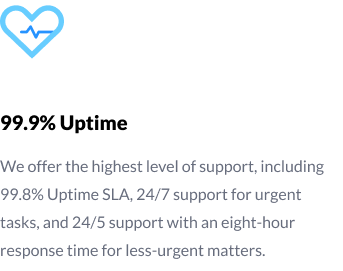 99.9% Uptime
We offer the highest level of support, including
99.8% Uptime SLA, 24/7 support for urgent
tasks, and 24/5 support with an eight-hour
response time for less-urgent matters.